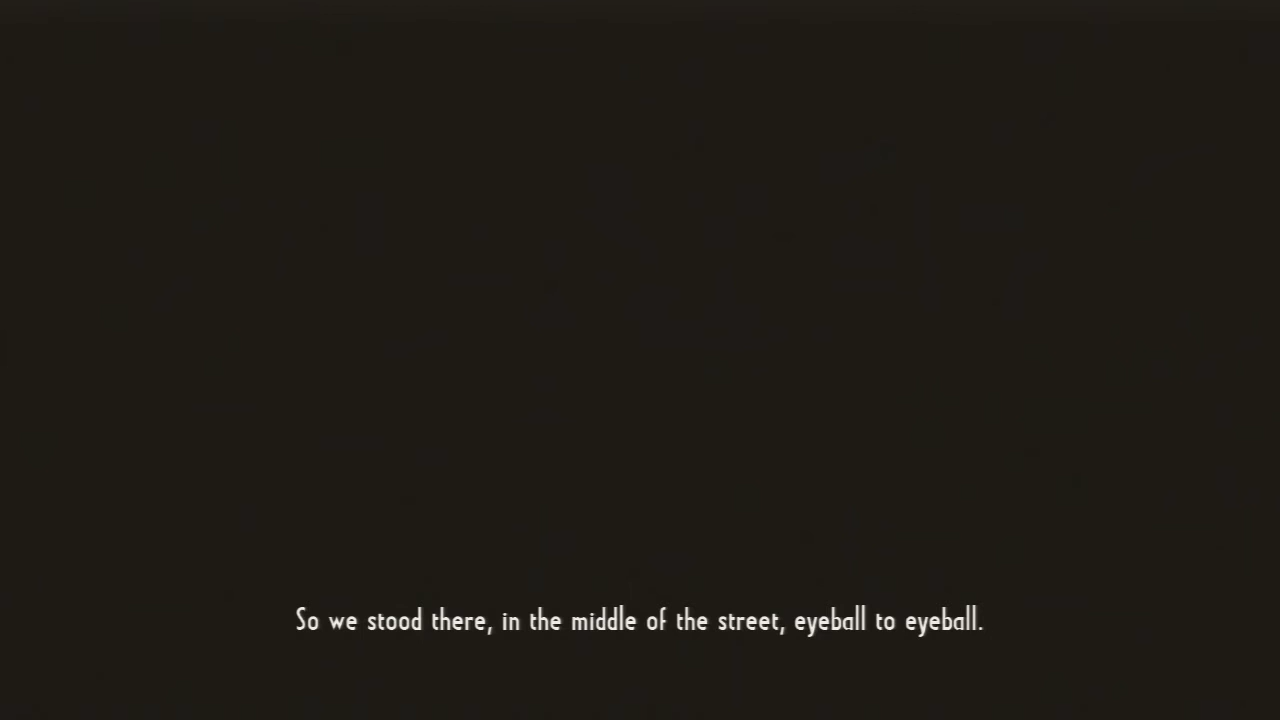 So we stood there, in the middle of the street, eyeball to eyeball.